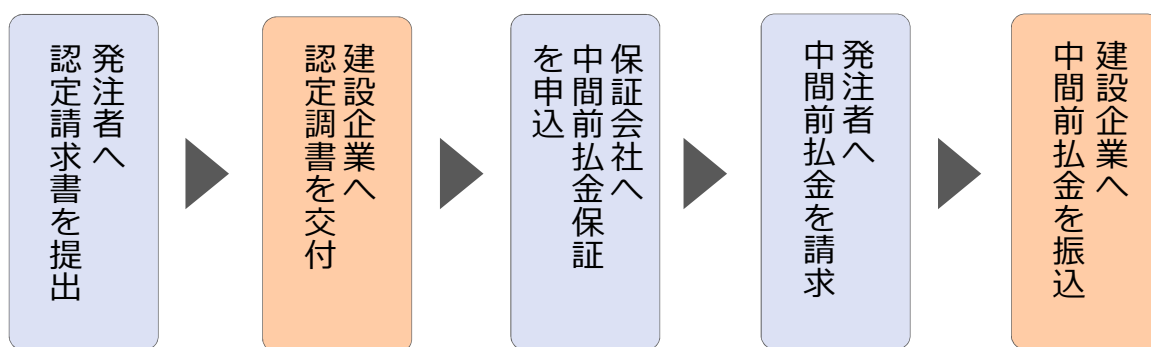 発注者へ
認定請求書を提出
建設企業へ
認定調書を交付
保証会社へ
中間前払金保証
を申込
発注者へ
中間前払金を請求
建設企業へ
中間前払金を振込